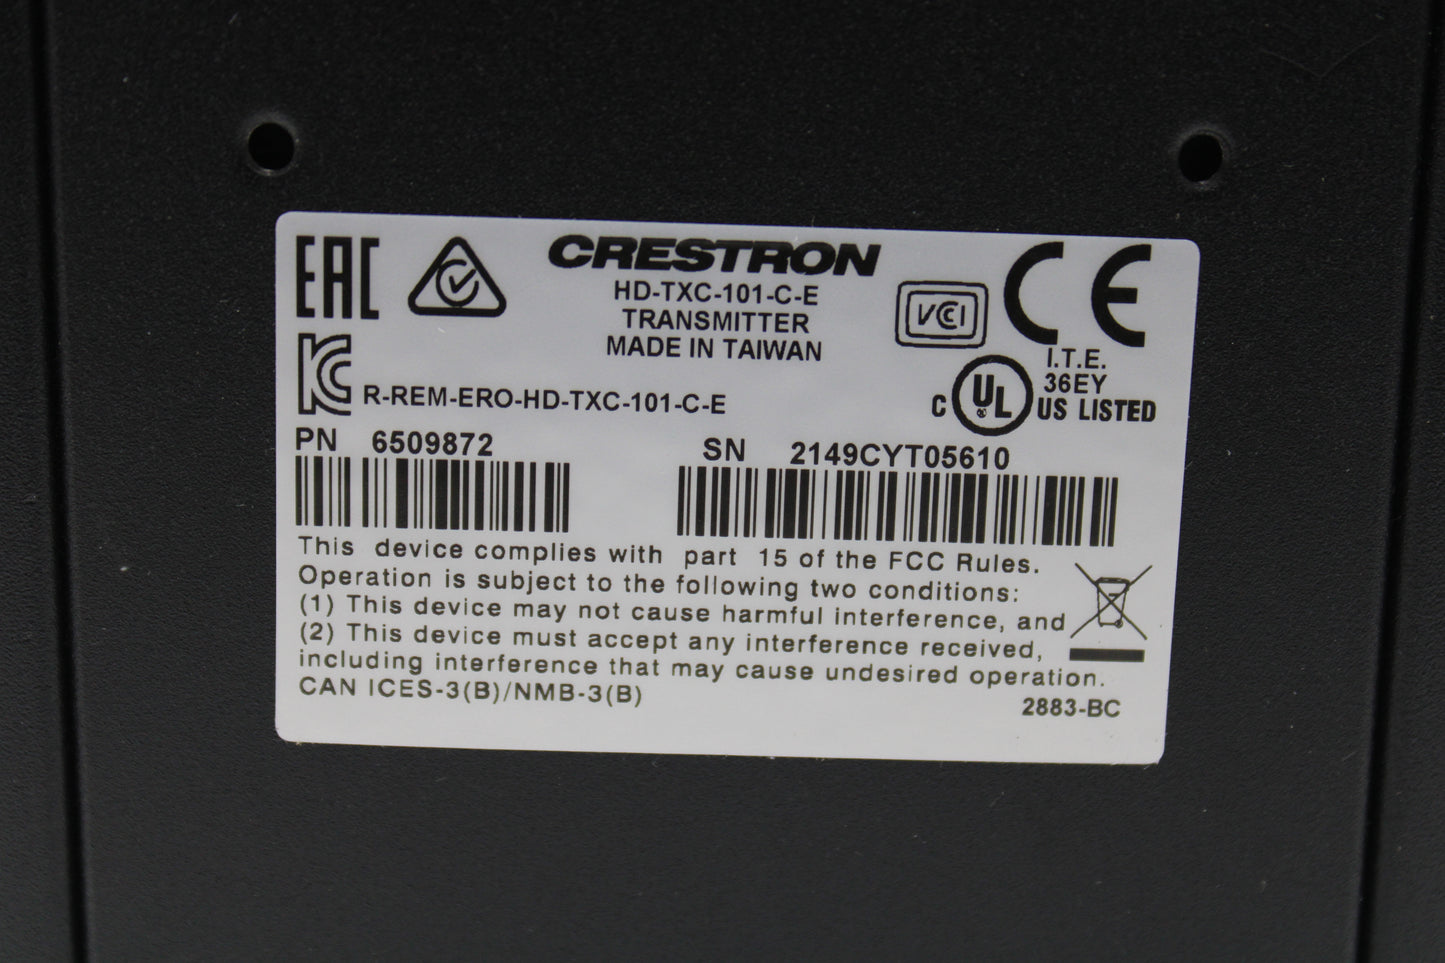 EAC
CRESTRON
HD-TXC-101-C-E
TRANSMITTER
MADE IN TAIWAN
VCCI
CE
I.T.E.
36EY
C UL US LISTED
KC
R-REM-ERO-HD-TXC-101-C-E
PN 6509872
SN 2149CYT05610
This device complies with part 15 of the FCC Rules.
Operation is subject to the following two conditions:
(1) This device may not cause harmful interference, and
(2) This device must accept any interference received,
including interference that may cause undesired operation.
CAN ICES-3(B)/NMB-3(B)
2883-BC